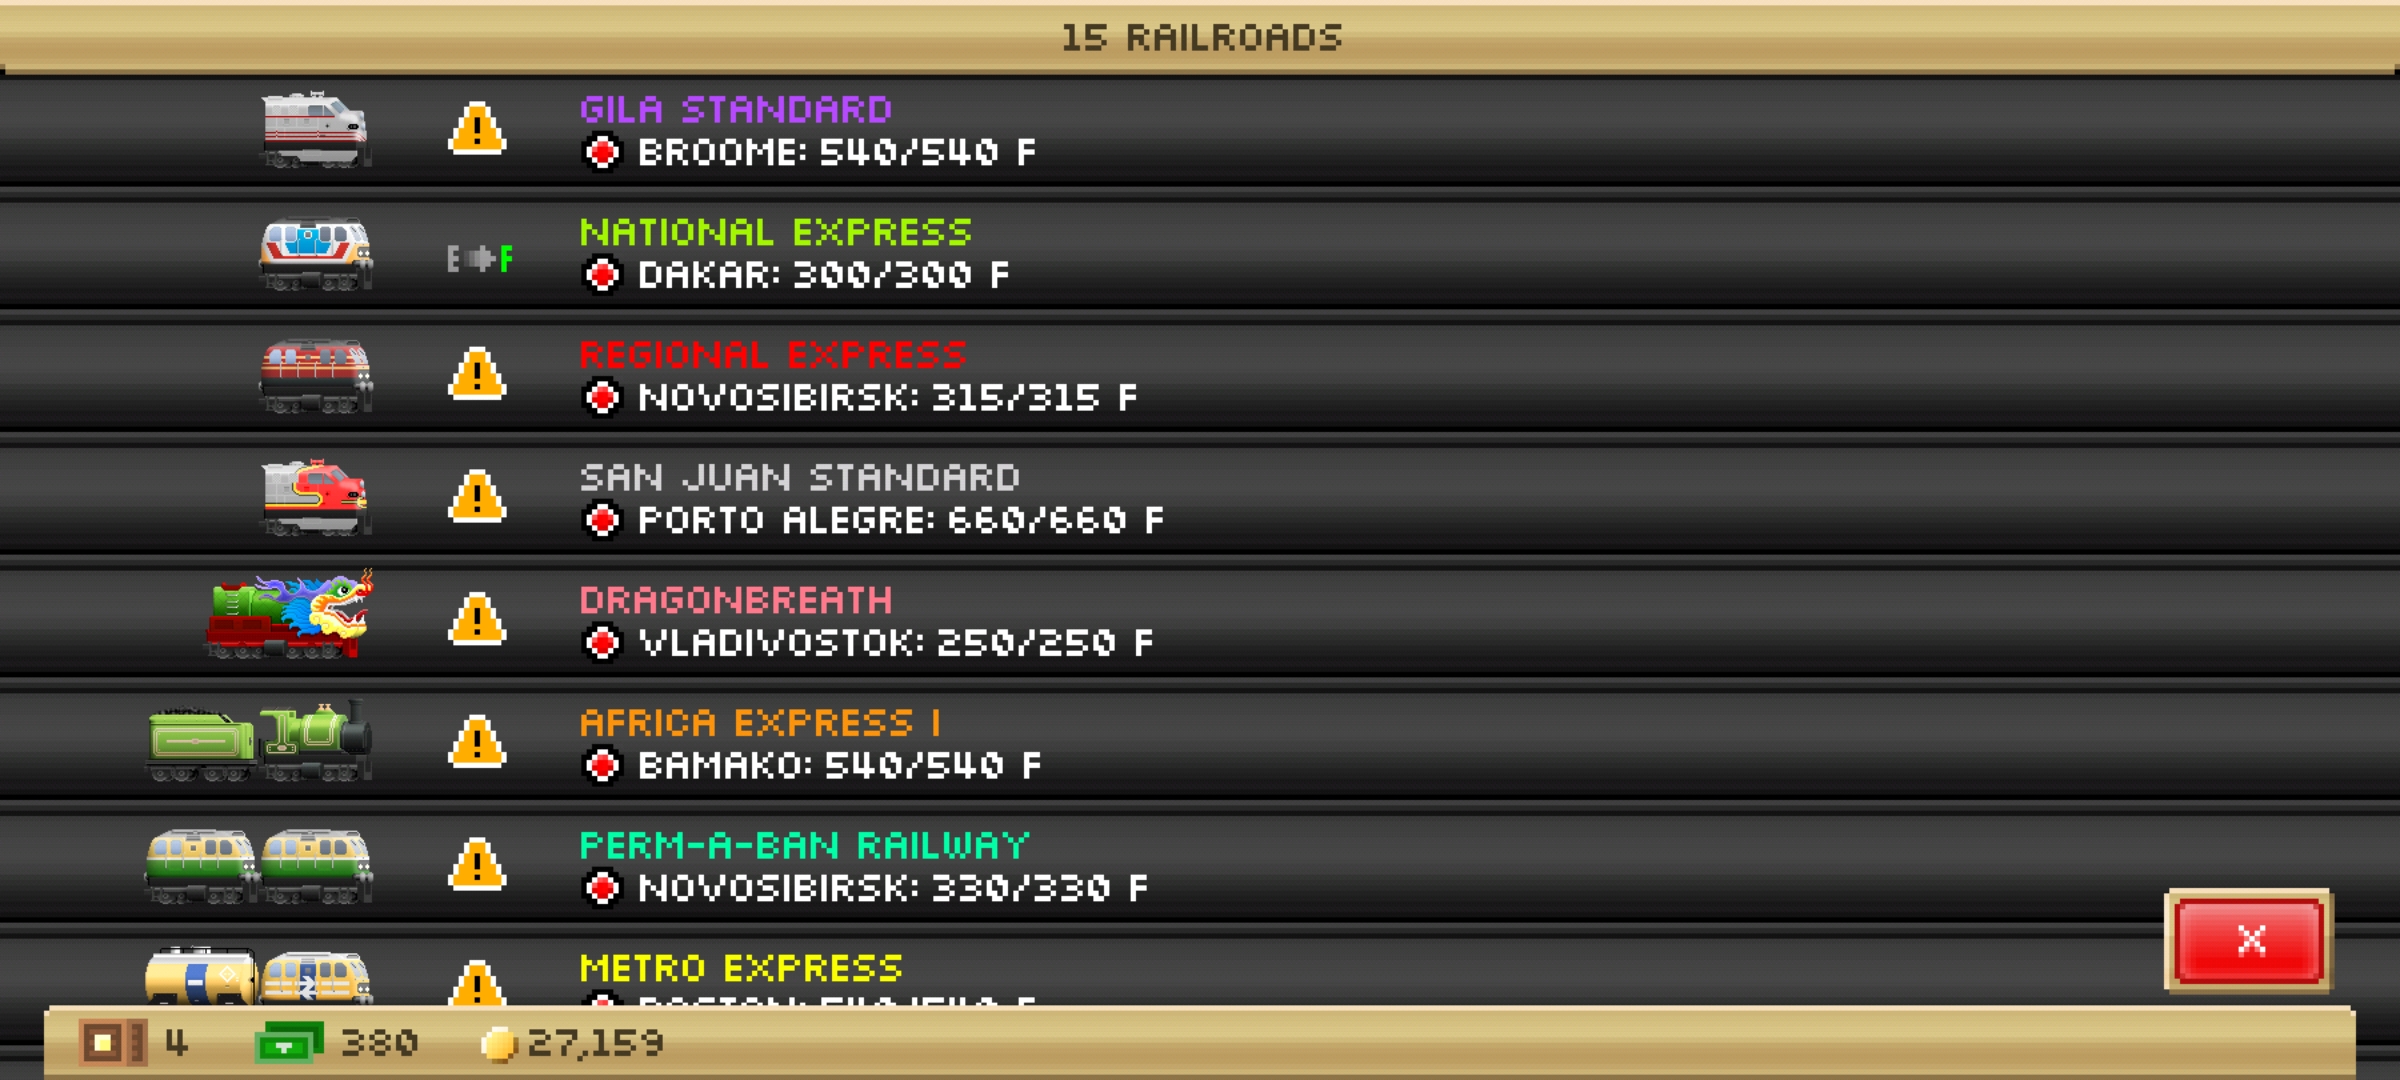 15 RAILROADS
GILA STANDARD
BROOME: 540/540 F
NATIONAL EXPRESS
E F
DAKAR: 300/300 F
REGIONAL EXPRESS
NOVOSIBIRSK: 315/315 F
SAN JUAN STANDARD
PORTO ALEGRE: 660/660 F
DRAGONBREATH
VLADIVOSTOK: 250/250 F
AFRICA EXPRESS I
BAMAKO: 540/540 F
PERM-A-BAN RAILWAY
NOVOSIBIRSK: 330/330 F
X
METRO EXPRESS
4 380 27,159